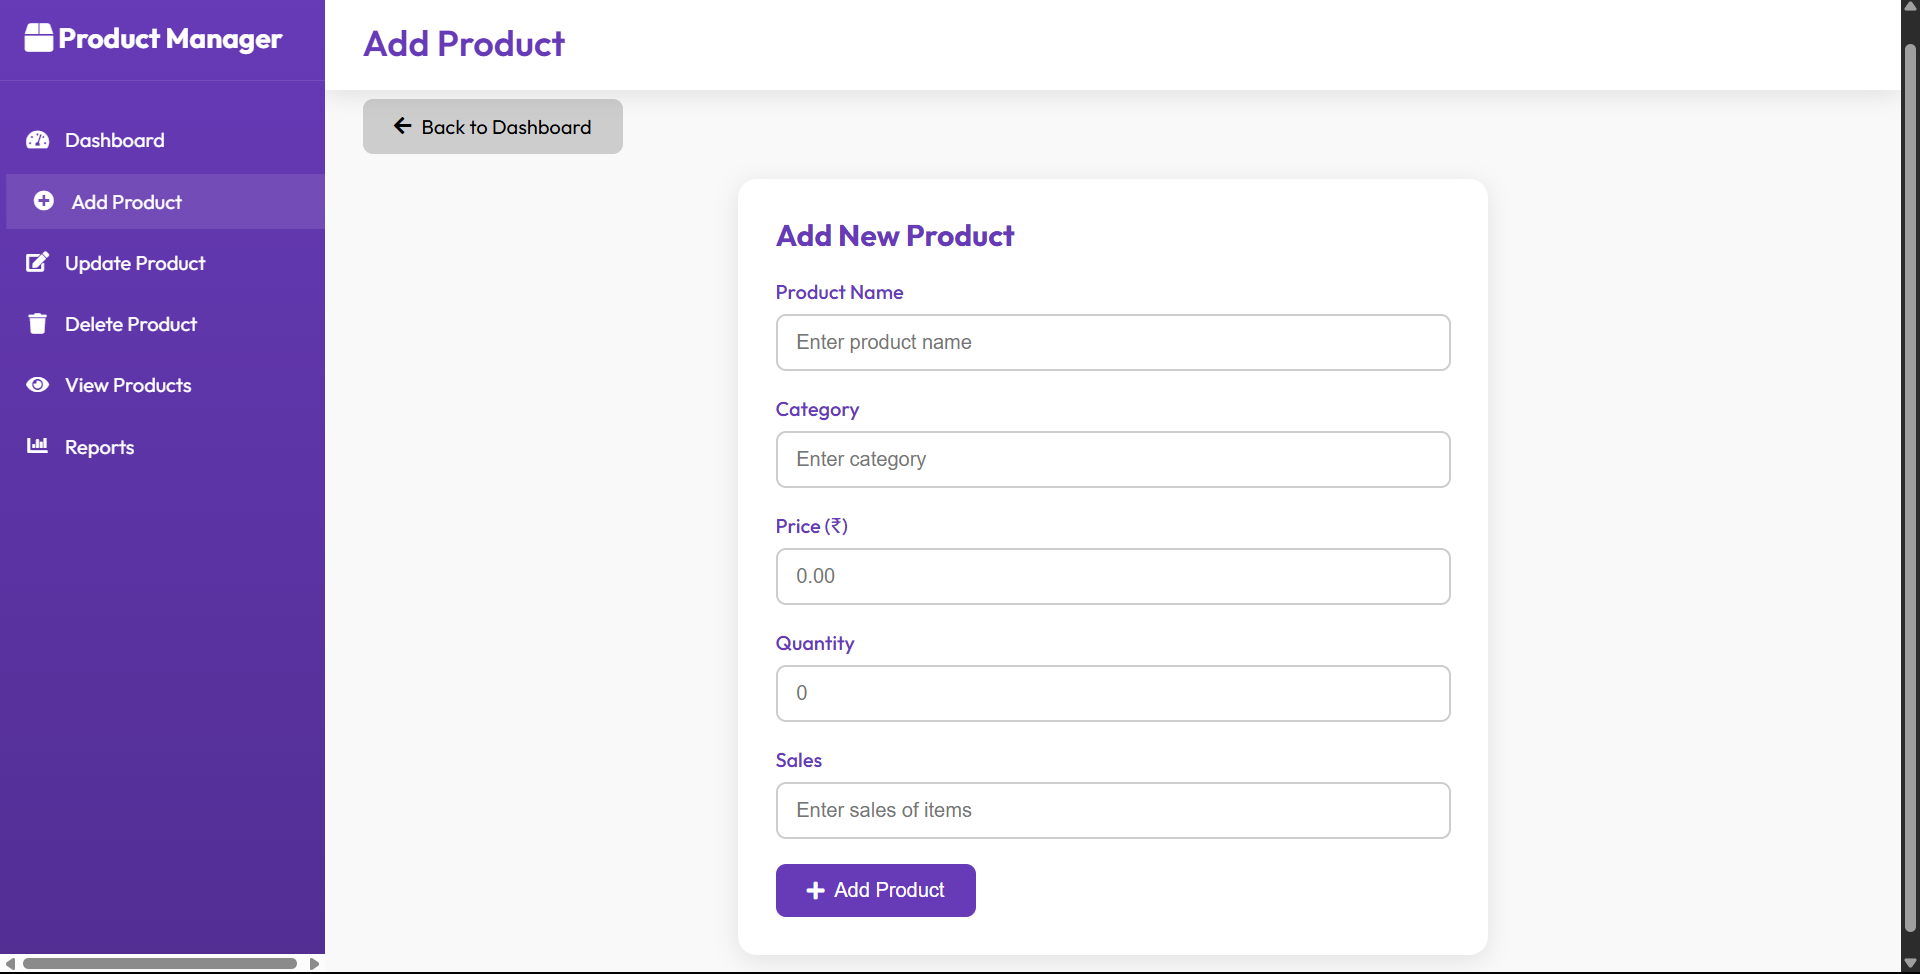 Product Manager
Dashboard
Add Product
Update Product
Delete Product
View Products
Reports
Add Product
Back to Dashboard
Add New Product
Product Name
Enter product name
Category
Enter category
Price (₹)
0.00
Quantity
0
Sales
Enter sales of items
Add Product